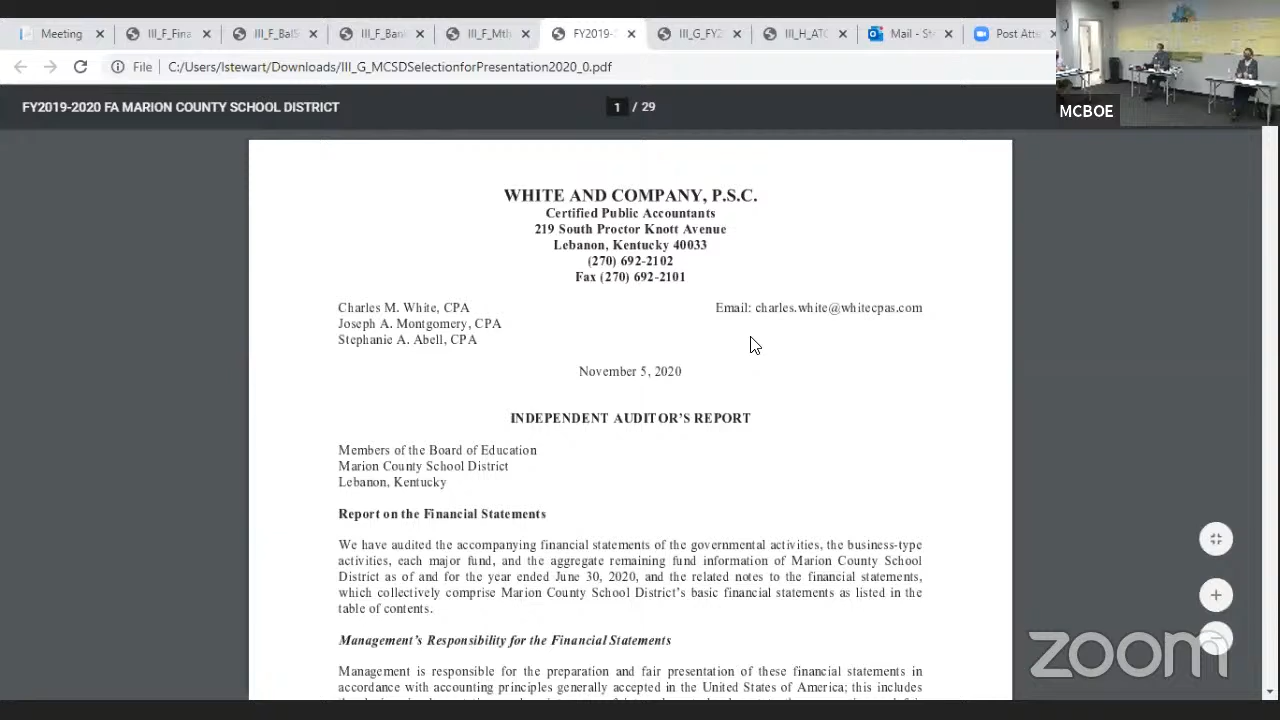 Meeting
III_F_Fina
III_F_BalS
III_F_Ban
III_F_Mth
FY2019-2
III_G_FY2
III_H_ATC
Mail - St
Post Atte
File
C:/Users/lstewart/Downloads/III_G_MCSDSelectionforPresentation2020_0.pdf
FY2019-2020 FA MARION COUNTY SCHOOL DISTRICT
1 / 29
MCBOE
WHITE AND COMPANY, P.S.C.
Certified Public Accountants
219 South Proctor Knott Avenue
Lebanon, Kentucky 40033
(270) 692-2102
Fax (270) 692-2101
Charles M. White, CPA
Email: charles.white@whitecpas.com
Joseph A. Montgomery, CPA
Stephanie A. Abell, CPA
November 5, 2020
INDEPENDENT AUDITOR'S REPORT
Members of the Board of Education
Marion County School District
Lebanon, Kentucky
Report on the Financial Statements
We have audited the accompanying financial statements of the governmental activities, the business-type
activities, each major fund, and the aggregate remaining fund information of Marion County School
District as of and for the year ended June 30, 2020, and the related notes to the financial statements,
which collectively comprise Marion County School District's basic financial statements as listed in the
table of contents.
Management's Responsibility for the Financial Statements
Management is responsible for the preparation and fair presentation of these financial statements in
accordance with accounting principles generally accepted in the United States of America; this includes
zoom